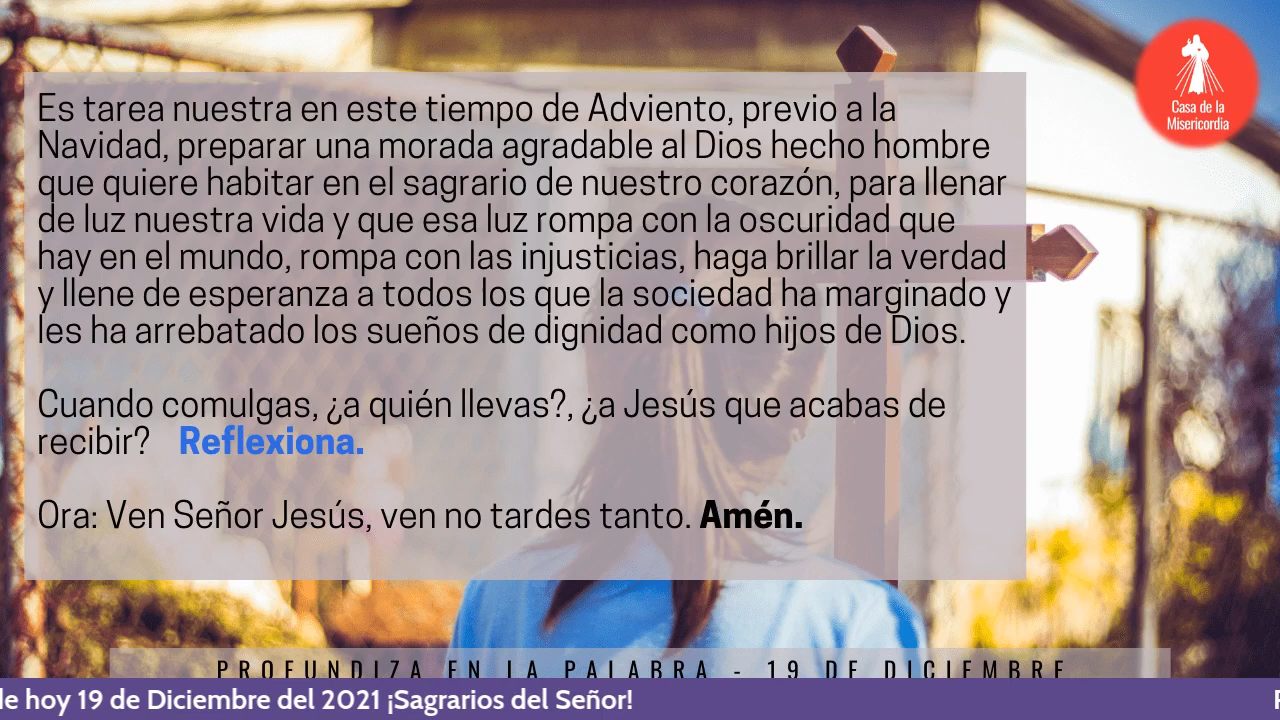 Es tarea nuestra en este tiempo de Adviento, previo a la
Navidad, preparar una morada agradable al Dios hecho hombre
que quiere habitar en el sagrario de nuestro corazón, para llenar
de luz nuestra vida y que esa luz rompa con la oscuridad que
hay en el mundo, rompa con las injusticias, haga brillar la verdad
y llene de esperanza a todos los que la sociedad ha marginado y
les ha arrebatado los sueños de dignidad como hijos de Dios.
Cuando comulgas, ¿a quién llevas?, ¿a Jesús que acabas de
recibir? Reflexiona.
Ora: Ven Señor Jesús, ven no tardes tanto. Amén.
Casa de la
Misericordia
PROFUNDIZA EN LA PALABRA - 19 DE DICIEMBRE
de hoy 19 de Diciembre del 2021 ¡Sagrarios del Señor!